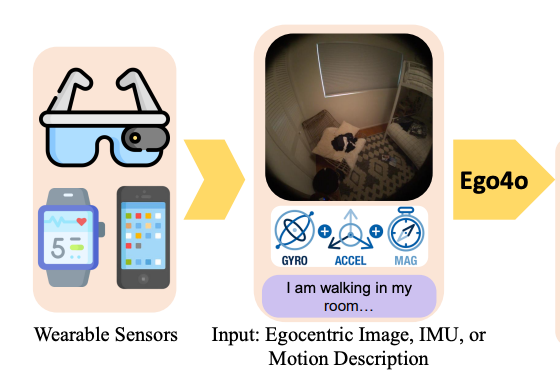 5
GYRO
ACCEL
MAG
I am walking in my
room…
Ego4o
Wearable Sensors
Input: Egocentric Image, IMU, or
Motion Description